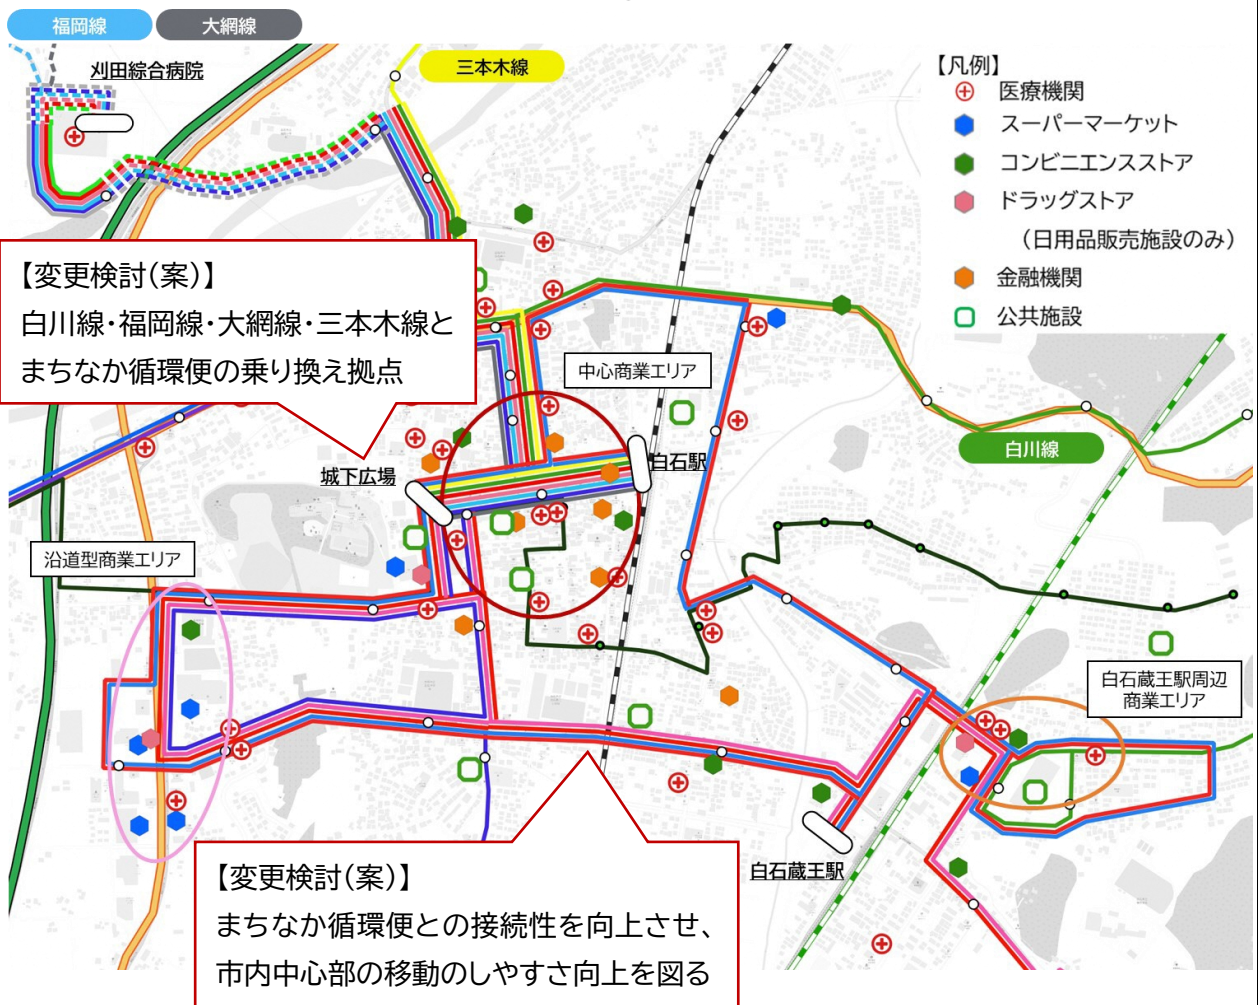 福岡線
大網線
刈田綜合病院
三本木線
【凡例】
医療機関
スーパーマーケット
コンビニエンスストア
ドラッグストア
（日用品販売施設のみ）
金融機関
公共施設
【変更検討(案)】
白川線・福岡線・大網線・三本木線と
まちなか循環便の乗り換え拠点
中心商業エリア
白川線
白石駅
城下広場
沿道型商業エリア
白石蔵王駅周辺
商業エリア
白石蔵王駅
【変更検討(案)】
まちなか循環便との接続性を向上させ、
市内中心部の移動のしやすさ向上を図る